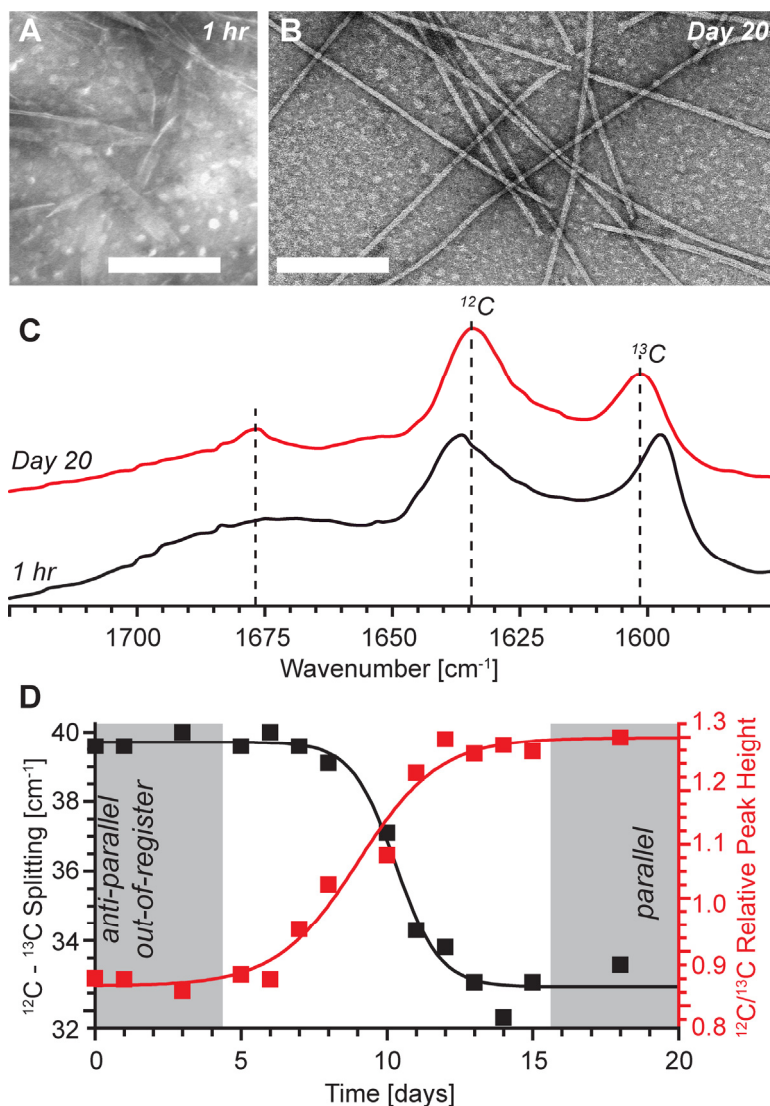 A
1 hr
B
Day 20
C
¹²C
¹³C
Day 20
1 hr
1700
1675
1650
1625
1600
Wavenumber [cm⁻¹]
D
40
38
36
34
32
¹²C - ¹³C Splitting [cm⁻¹]
anti-parallel
out-of-register
parallel
1.3
1.2
1.1
1.0
0.9
0.8
¹²C/¹³C Relative Peak Height
0
5
10
15
20
Time [days]